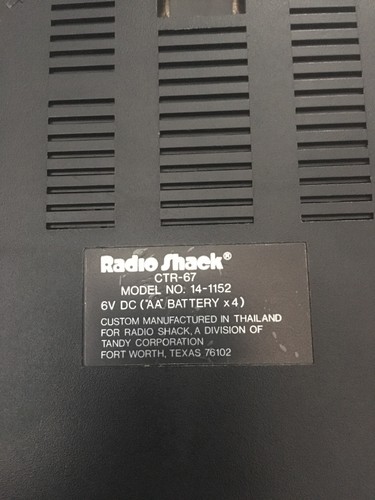 Radio Shack®
CTR-67
MODEL NO. 14-1152
6V DC ("AA" BATTERY x 4)
CUSTOM MANUFACTURED IN THAILAND
FOR RADIO SHACK, A DIVISION OF
TANDY CORPORATION
FORT WORTH, TEXAS 76102